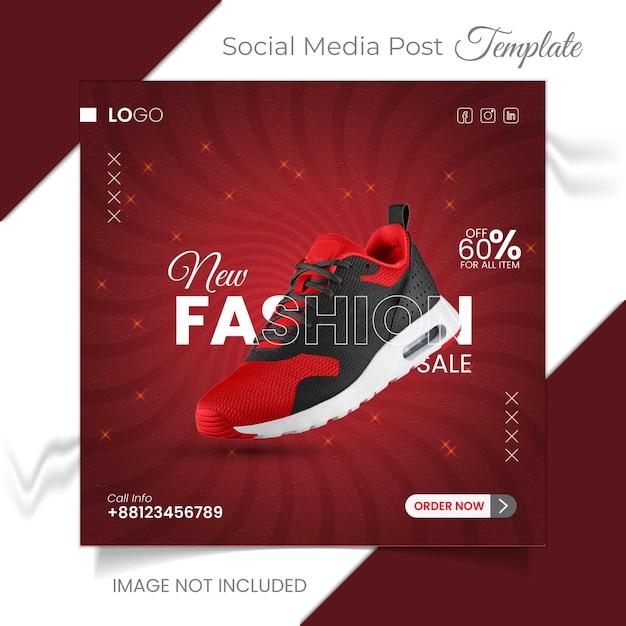 Social Media Post Template
LOGO
OFF
60%
FOR ALL ITEM
New
FASHION
SALE
Call Info
+88123456789
ORDER NOW
IMAGE NOT INCLUDED